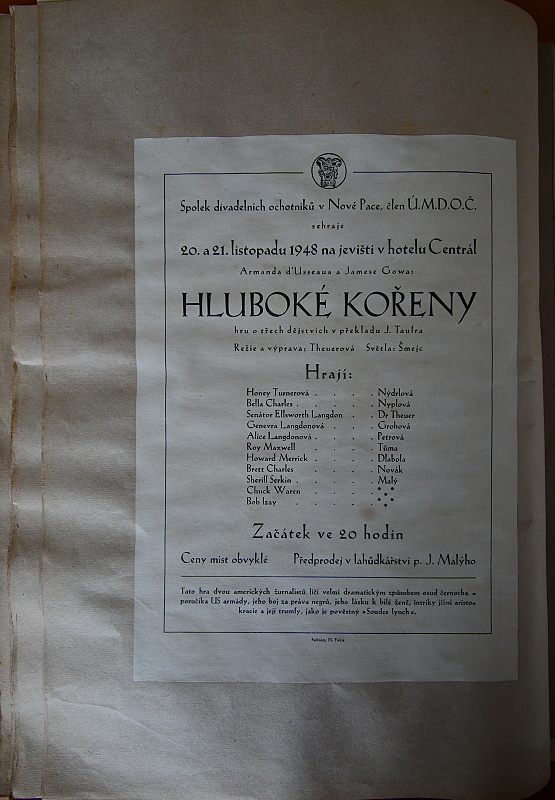 Spolek divadelních ochotníků v Nové Pace, člen Ú.M.D.O.Č.
sehraje
20. a 21. listopadu 1948 na jevišti v hotelu Centrál
Armanda d'Usseaua a Jamese Gowa:
HLUBOKÉ KOŘENY
hru o třech dějstvích v překladu J. Taufra
Režie a výprava: Theuerová Světla: Šmejc
Hrají:
Honey Turnerová . . . . Nýdrlová
Bella Charles . . . . . Nyplová
Senátor Ellsworth Langdon . . Dr Theuer
Genevra Langdonová . . . Grohová
Alice Langdonová . . . . Petrová
Roy Maxwell . . . . Tůma
Howard Merrick . . . . Dlabola
Brett Charles . . . . Novák
Sheriff Serkin . . . . . Malý
Chuck Waren . . . . * * *
Bob Izay . . . . . * * *
Začátek ve 20 hodin
Ceny míst obvyklé Předprodej v lahůdkářství p. J. Malýho
Tato hra dvou amerických žurnalistů líčí velmi dramatickým způsobem osud černocha -
poručíka US armády, jeho boj za práva negrů, jeho lásku k bílé ženě, intriky jižní aristo-
kracie a její trumfy, jako je pověstný »Soudce lynch«.
Fabián, N. Paka